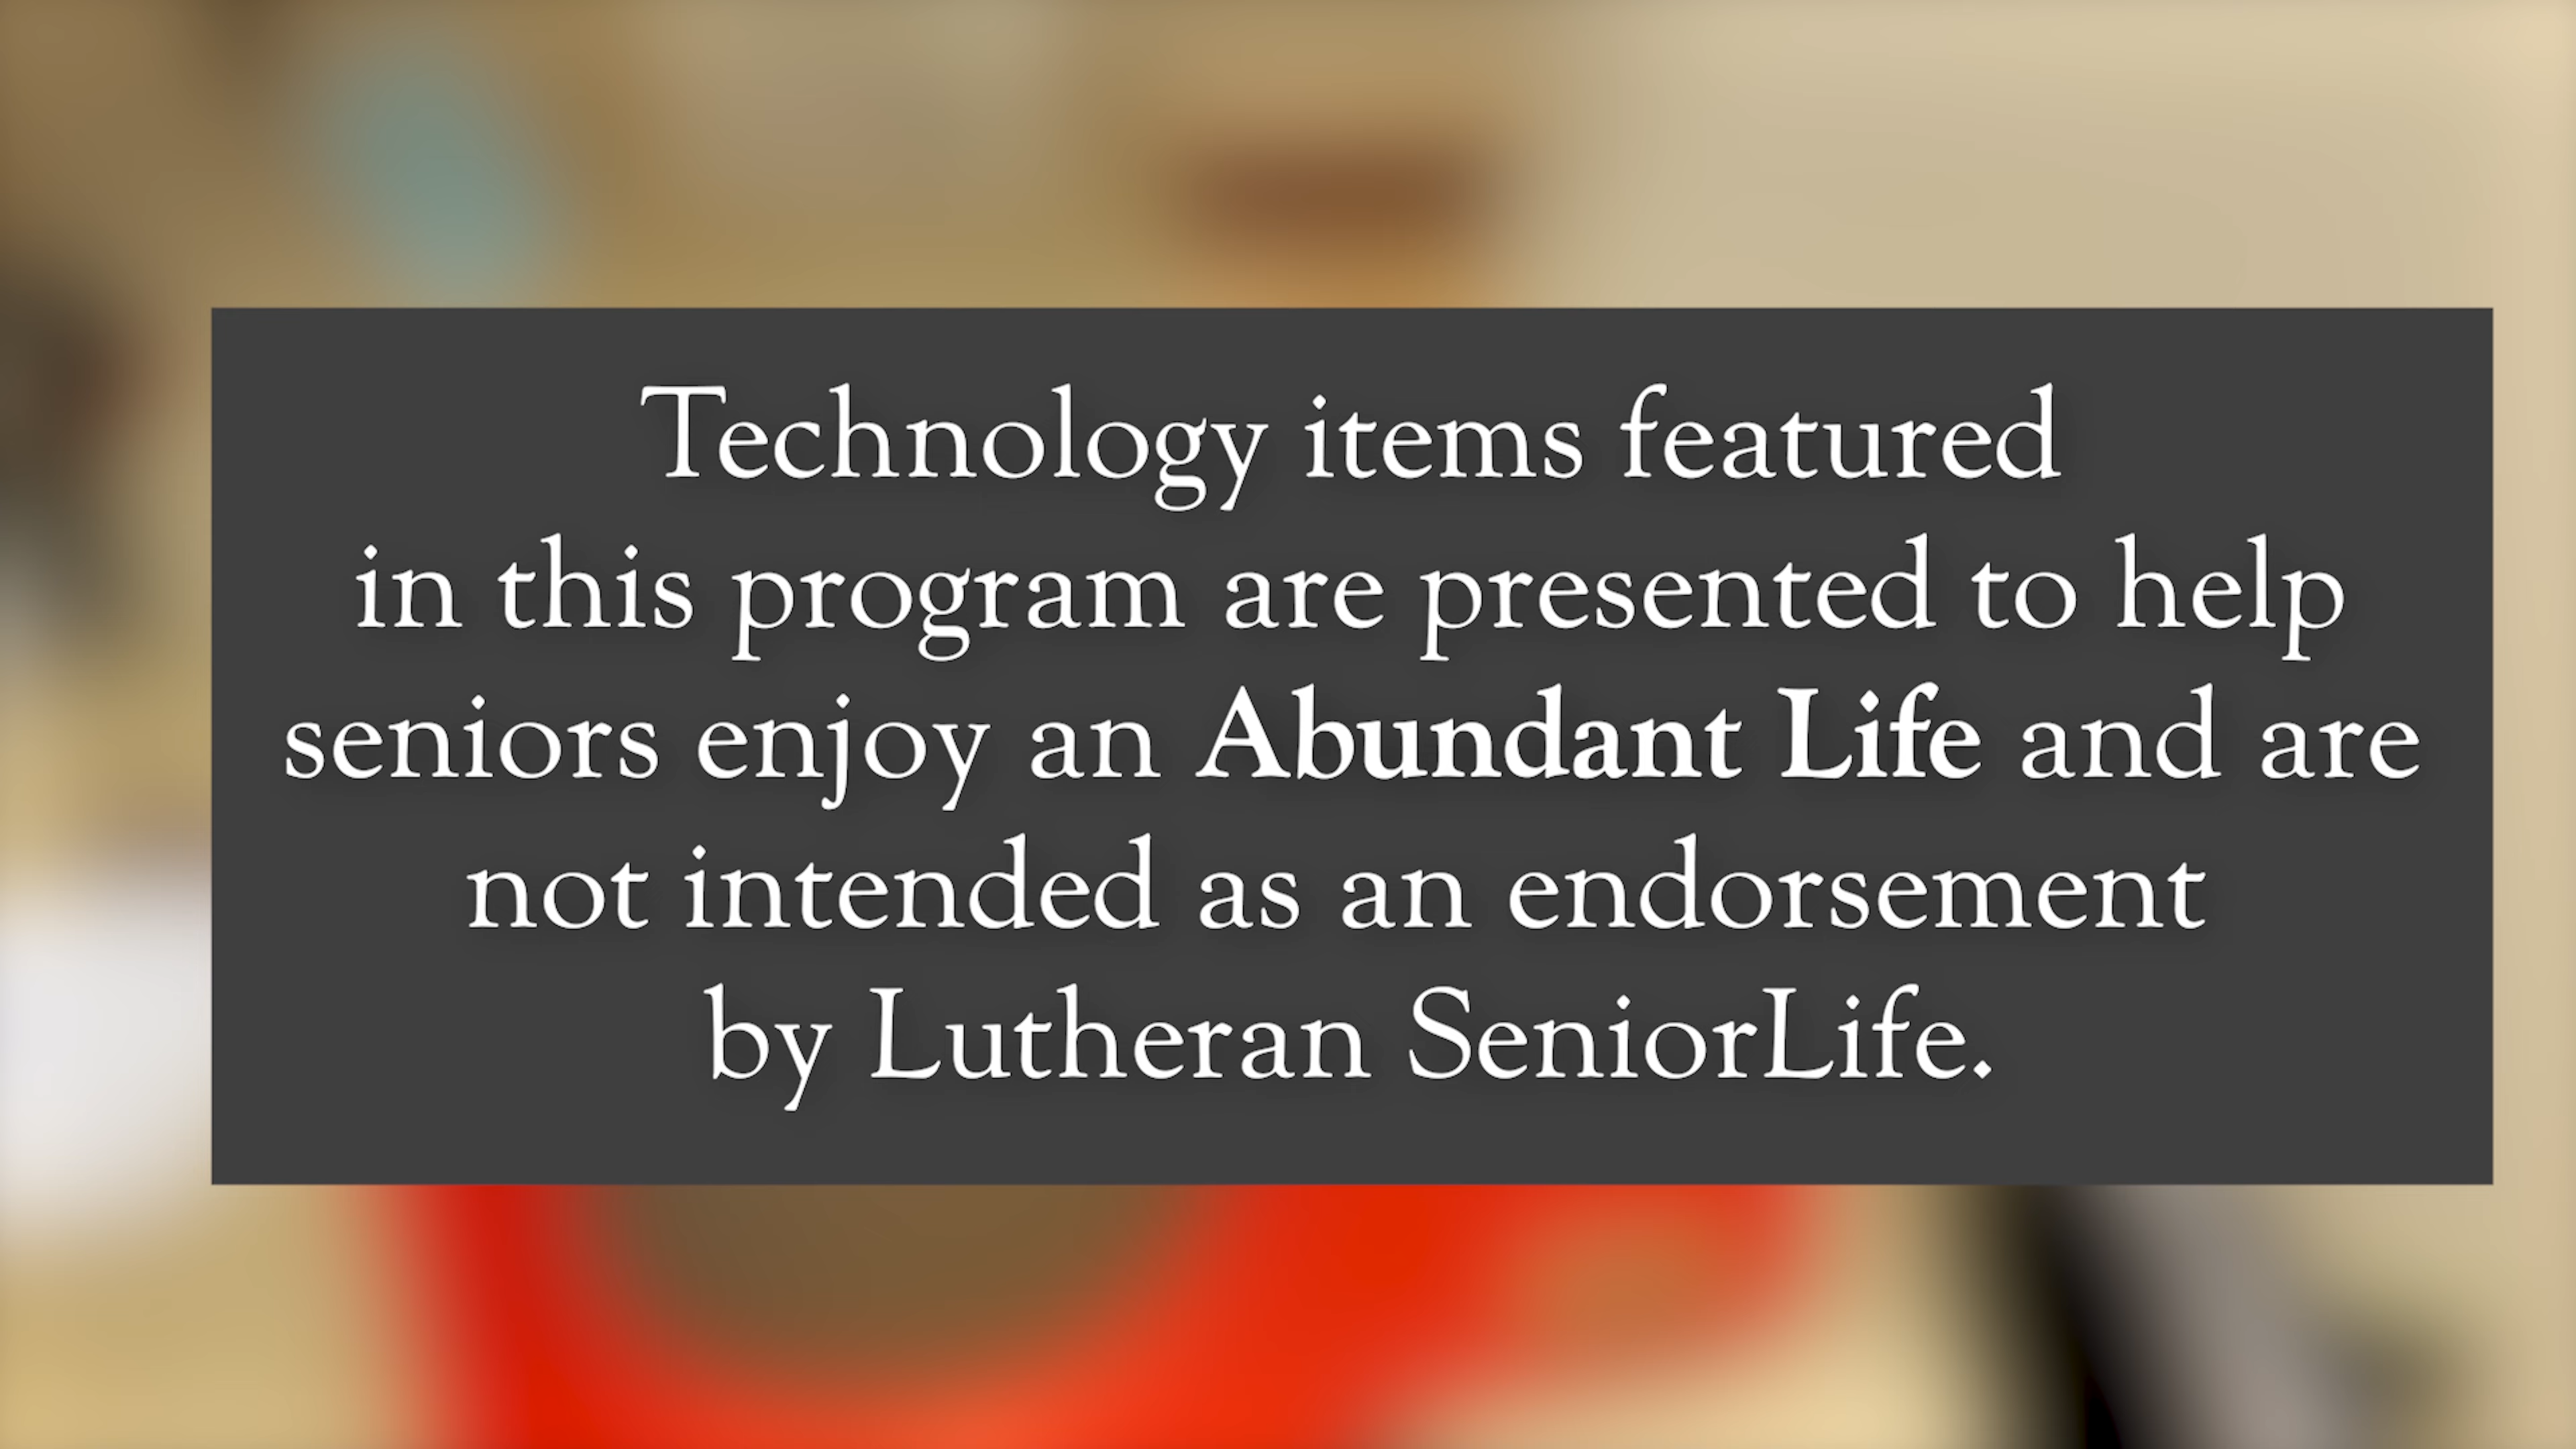 Technology items featured
in this program are presented to help
seniors enjoy an Abundant Life and are
not intended as an endorsement
by Lutheran SeniorLife.